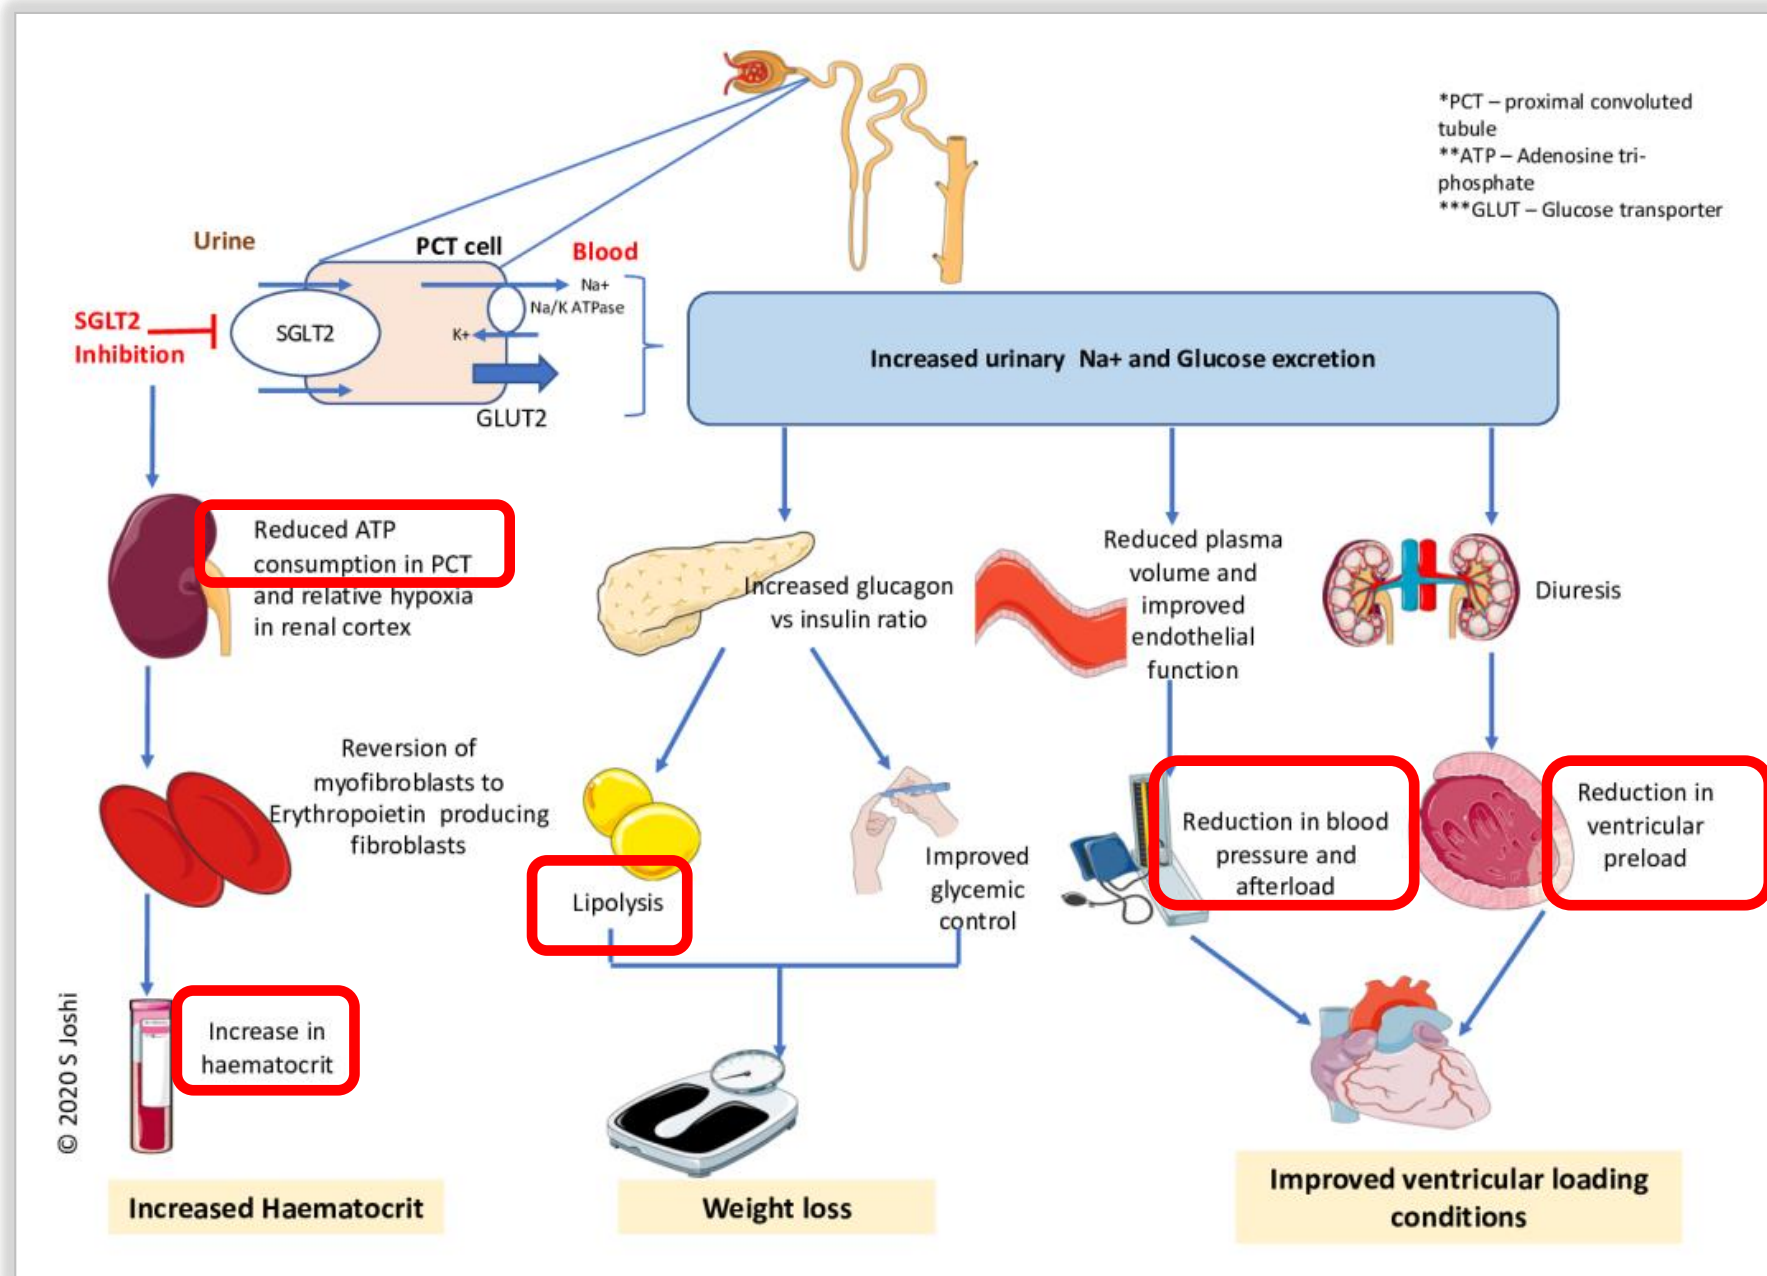 *PCT – proximal convoluted
tubule
**ATP – Adenosine tri-
phosphate
***GLUT – Glucose transporter
Urine
PCT cell
Blood
Na+
Na/K ATPase
K+
SGLT2
Inhibition
SGLT2
GLUT2
Increased urinary Na+ and Glucose excretion
Reduced ATP
consumption in PCT
and relative hypoxia
in renal cortex
Increased glucagon
vs insulin ratio
Reduced plasma
volume and
improved
endothelial
function
Diuresis
Reversion of
myofibroblasts to
Erythropoietin producing
fibroblasts
Lipolysis
Improved
glycemic
control
Reduction in blood
pressure and
afterload
Reduction in
ventricular
preload
Increase in
haematocrit
© 2020 S Joshi
Increased Haematocrit
Weight loss
Improved ventricular loading
conditions